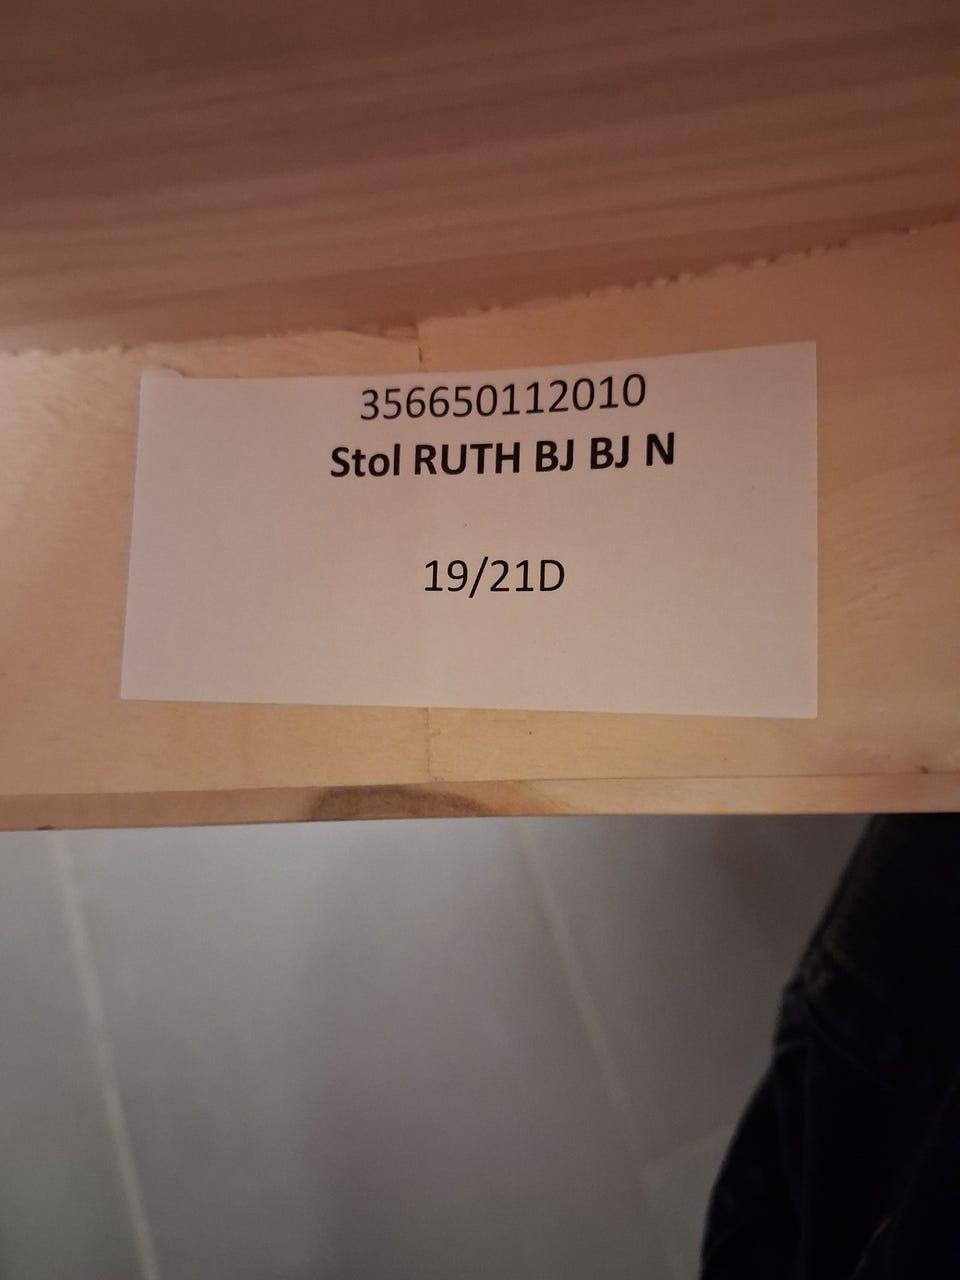 356650112010
Stol RUTH BJ BJ N
19/21D